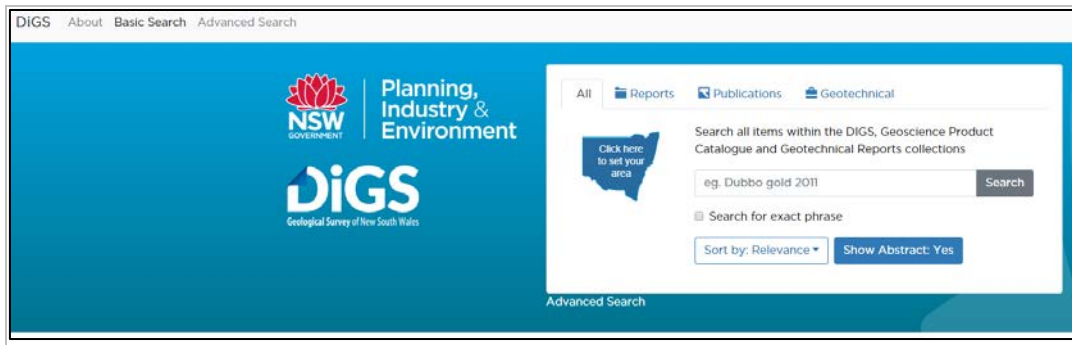 DiGS About Basic Search Advanced Search
NSW
GOVERNMENT
Planning,
Industry &
Environment
DiGS
Geological Survey of New South Wales
All Reports Publications Geotechnical
Click here
to set your
area
Search all items within the DIGS, Geoscience Product
Catalogue and Geotechnical Reports collections
eg. Dubbo gold 2011 Search
Search for exact phrase
Sort by: Relevance Show Abstract: Yes
Advanced Search